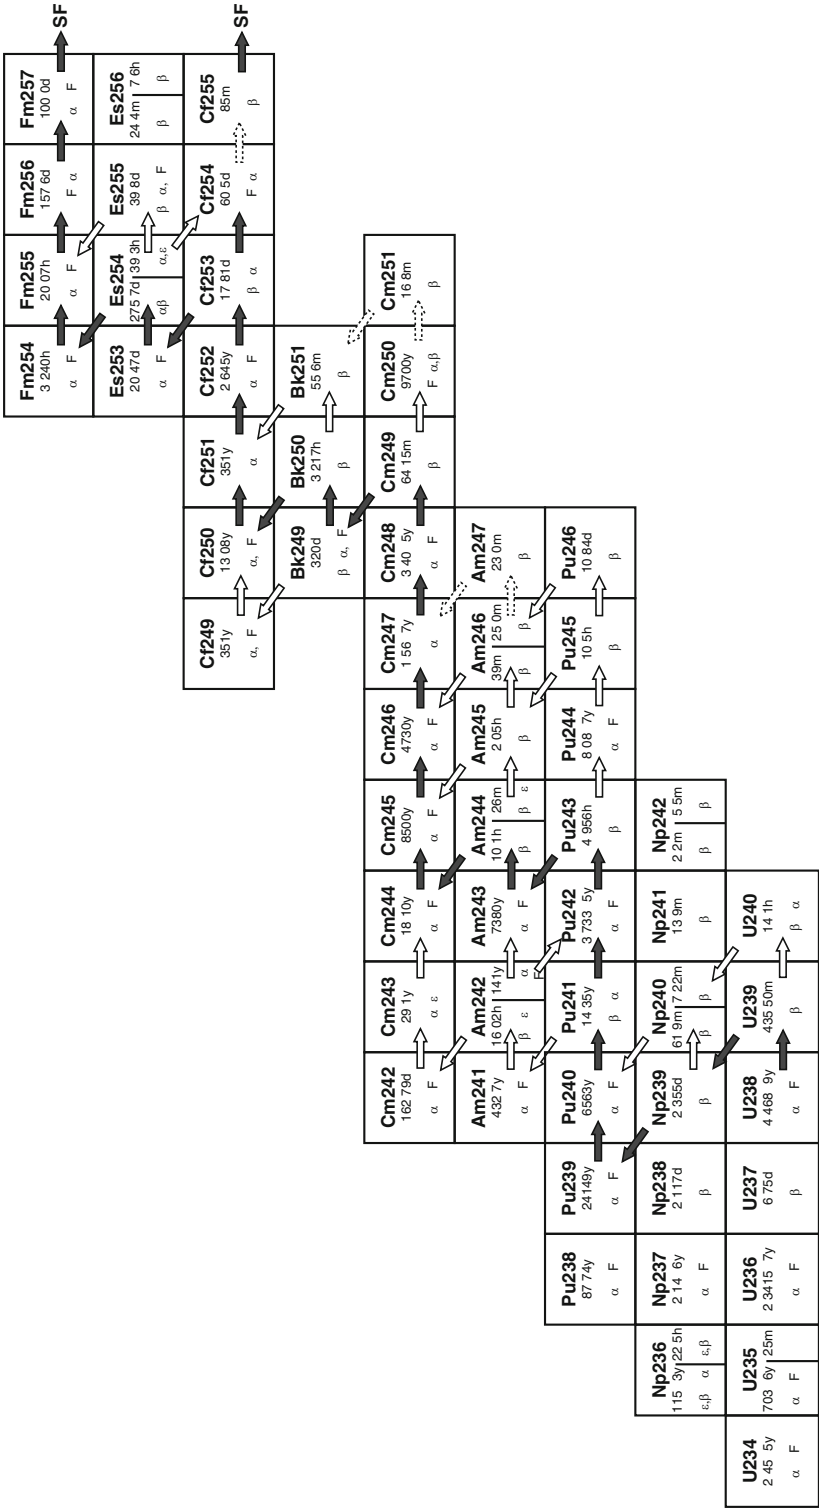 Fm254
3 240h
α F
Fm255
20 07h
α F
Fm256
157 6d
F α
Fm257
100 0d
α F
SF
Es253
20 47d
α F
Es254
275 7d 39 3h
αβ α,ε
Es255
39 8d
β α, F
Es256
24 4m 7 6h
β β
Cf249
351y
α, F
Cf250
13 08y
α, F
Cf251
351y
α
Cf252
2 645y
α F
Cf253
17 81d
β α
Cf254
60 5d
F α
Cf255
85m
β
SF
Bk249
320d
β α, F
Bk250
3 217h
β
Bk251
55 6m
β
Cm242
162 79d
α F
Cm243
29 1y
α ε
Cm244
18 10y
α F
Cm245
8500y
α F
Cm246
4730y
α F
Cm247
1 56 7y
α
Cm248
3 40 5y
α F
Cm249
64 15m
β
Cm250
9700y
F α,β
Cm251
16 8m
β
Am241
432 7y
α F
Am242
16 02h 141y
β ε α F
Am243
7380y
α F
Am244
10 1h 26m
β β ε
Am245
2 05h
β
Am246
39m 25 0m
β β
Am247
23 0m
β
Pu238
87 74y
α F
Pu239
24149y
α F
Pu240
6563y
α F
Pu241
14 35y
β α
Pu242
3 733 5y
α F
Pu243
4 956h
β
Pu244
8 08 7y
α F
Pu245
10 5h
β
Pu246
10 84d
β
Np236
115 3y 22 5h
ε,β α ε,β
Np237
2 14 6y
α F
Np238
2 117d
β
Np239
2 355d
β
Np240
61 9m 7 22m
β β
Np241
13 9m
β
Np242
2 2m 5 5m
β β
U234
2 45 5y
α F
U235
703 6y 25m
α F
U236
2 3415 7y
α F
U237
6 75d
β
U238
4 468 9y
α F
U239
435 50m
β
U240
14 1h
β α